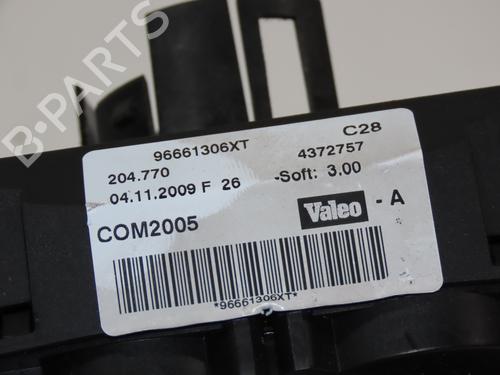 96661306XT C28
204.770 4372757
04.11.2009 F 26 -Soft: 3.00
COM2005 Valeo - A
*96661306XT*
B-PARTS